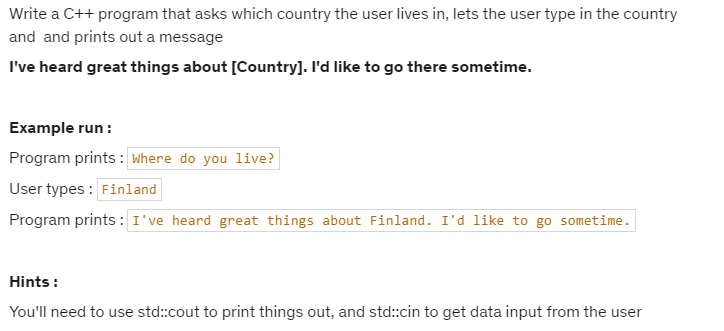 Write a C++ program that asks which country the user lives in, lets the user type in the country
and  and prints out a message
I've heard great things about [Country]. I'd like to go there sometime.
Example run :
Program prints : Where do you live?
User types : Finland
Program prints : I've heard great things about Finland. I'd like to go sometime.
Hints :
You'll need to use std::cout to print things out, and std::cin to get data input from the user